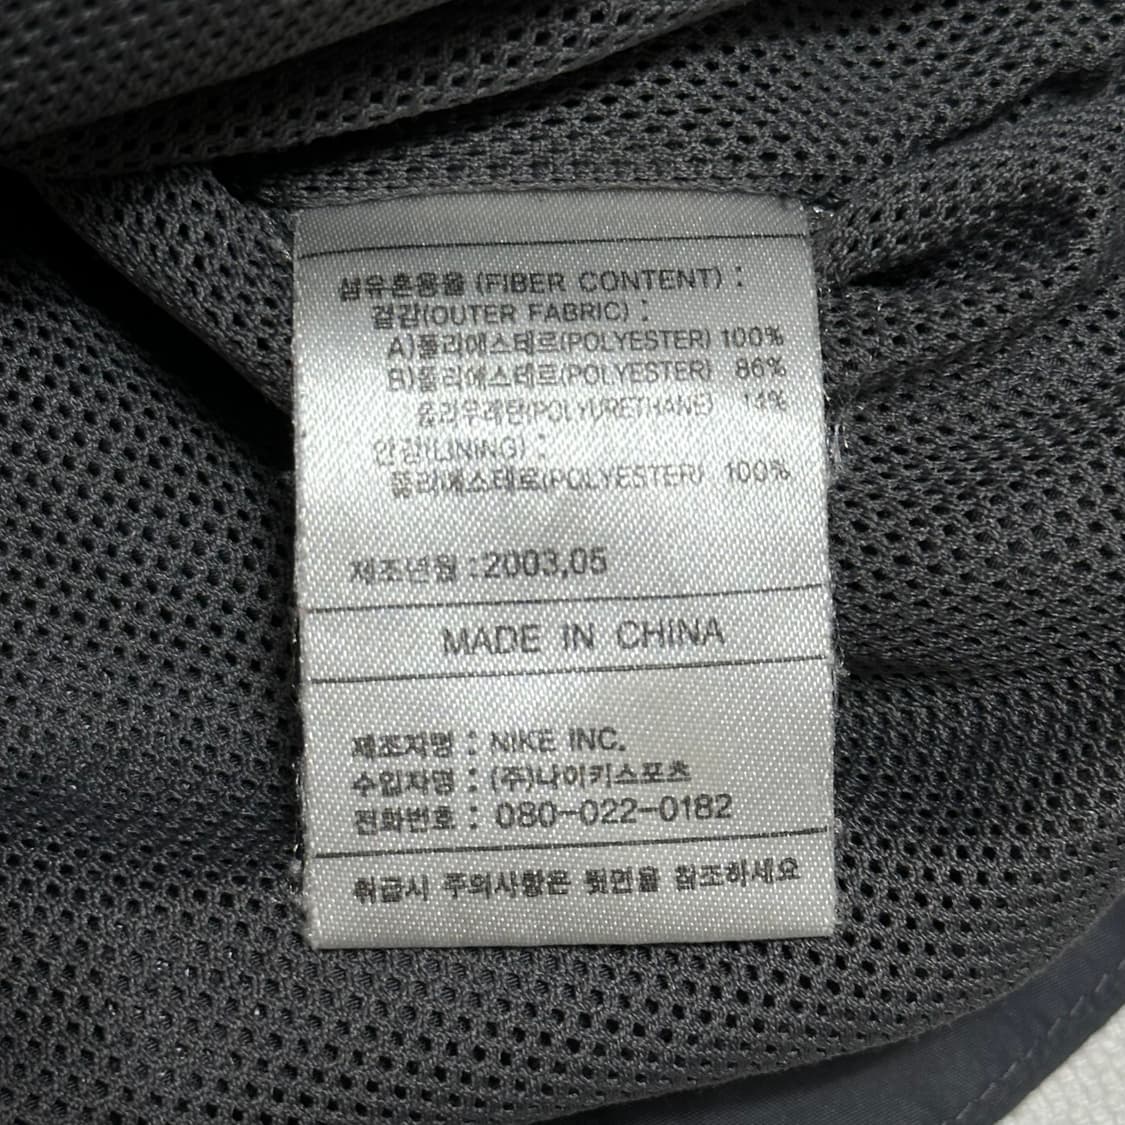 섬유혼용율 (FIBER CONTENT) :
겉감(OUTER FABRIC) :
A)폴리에스테르(POLYESTER) 100%
B)폴리에스테르(POLYESTER) 86%
폴리우레탄(POLYURETHANE) 14%
안감(LINING) :
폴리에스테르(POLYESTER) 100%
제조년월 : 2003.05
MADE IN CHINA
제조자명 : NIKE INC.
수입자명 : (주)나이키스포츠
전화번호 : 080-022-0182
취급시 주의사항은 뒷면을 참조하세요